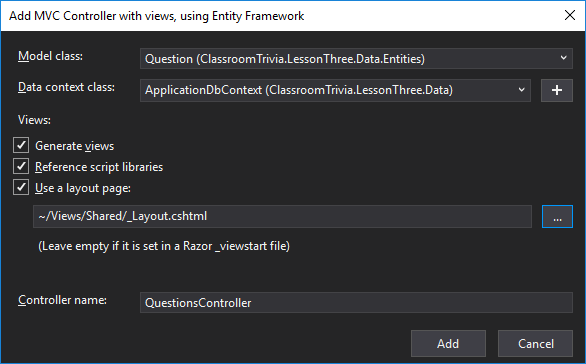 Add MVC Controller with views, using Entity Framework
Model class: Question (ClassroomTrivia.LessonThree.Data.Entities)
Data context class: ApplicationDbContext (ClassroomTrivia.LessonThree.Data) +
Views:
Generate views
Reference script libraries
Use a layout page:
~/Views/Shared/_Layout.cshtml ...
(Leave empty if it is set in a Razor _viewstart file)
Controller name: QuestionsController
Add Cancel